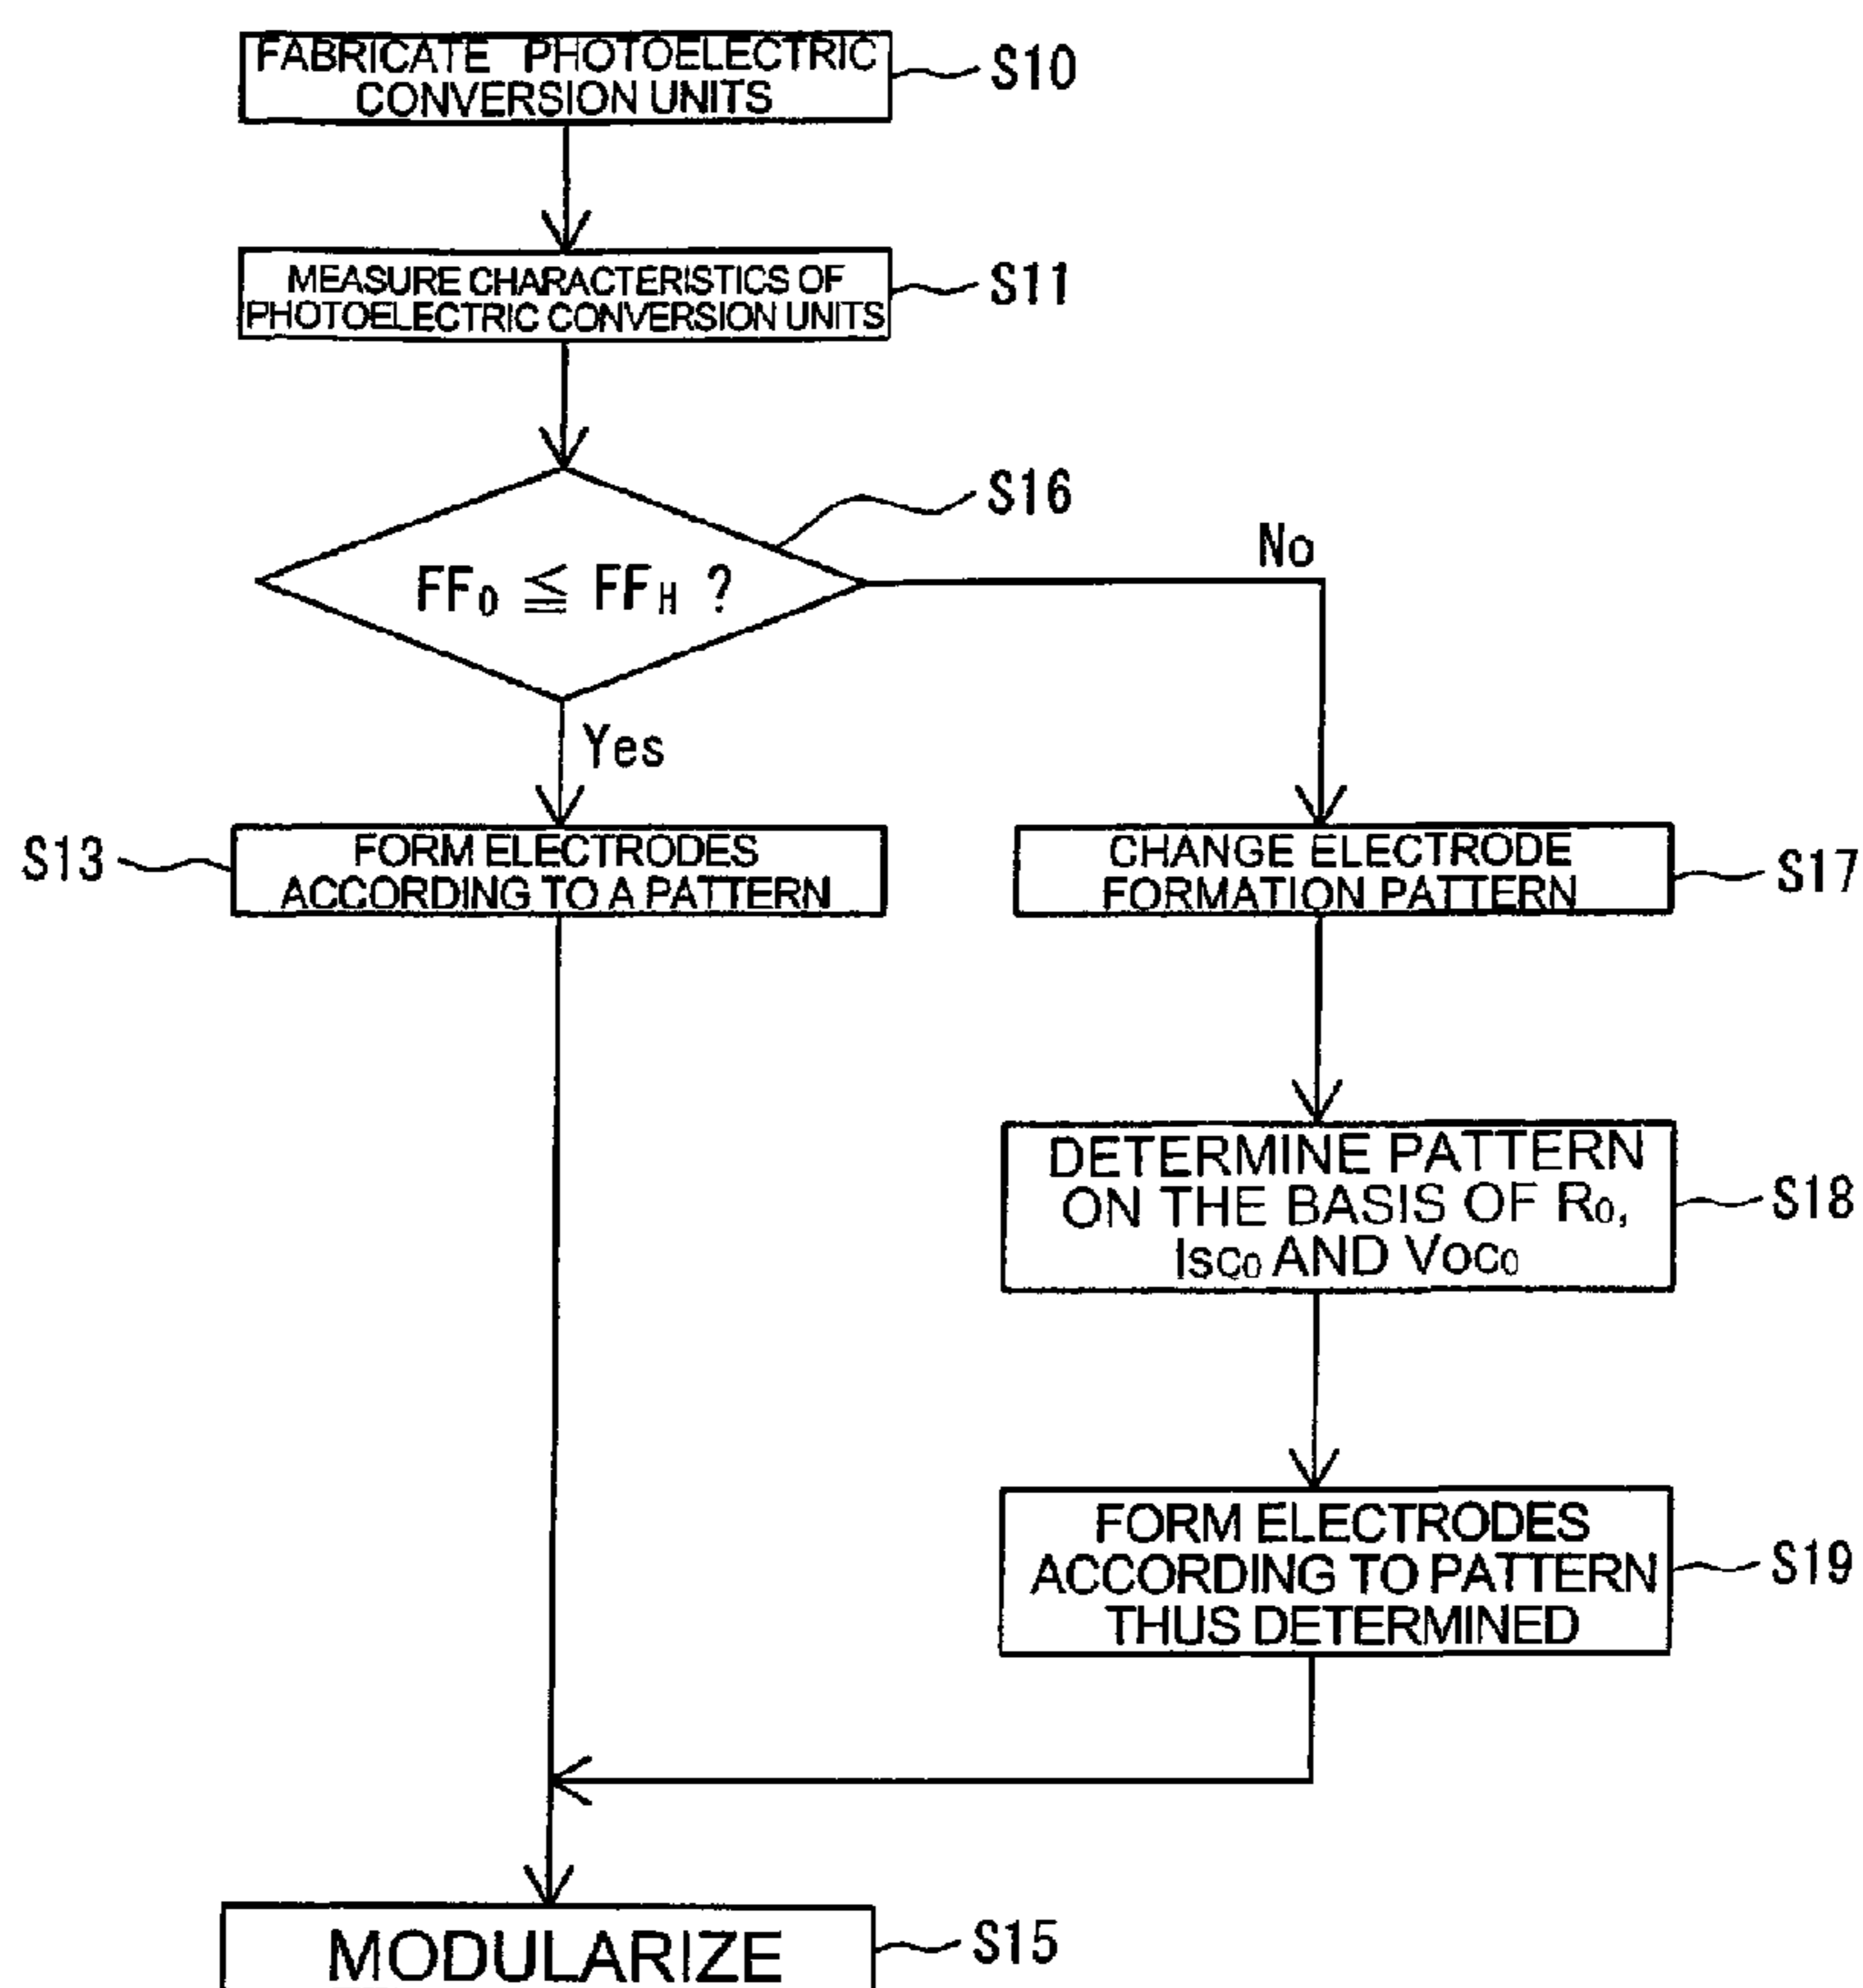 FABRICATE PHOTOELECTRIC
CONVERSION UNITS
S10
MEASURE CHARACTERISTICS OF
PHOTOELECTRIC CONVERSION UNITS
S11
S16
FF₀ ≦ FFH ?
No
Yes
S13
FORM ELECTRODES
ACCORDING TO A PATTERN
CHANGE ELECTRODE
FORMATION PATTERN
S17
DETERMINE PATTERN
ON THE BASIS OF R₀,
Isc₀ AND Voc₀
S18
FORM ELECTRODES
ACCORDING TO PATTERN
THUS DETERMINED
S19
MODULARIZE
S15